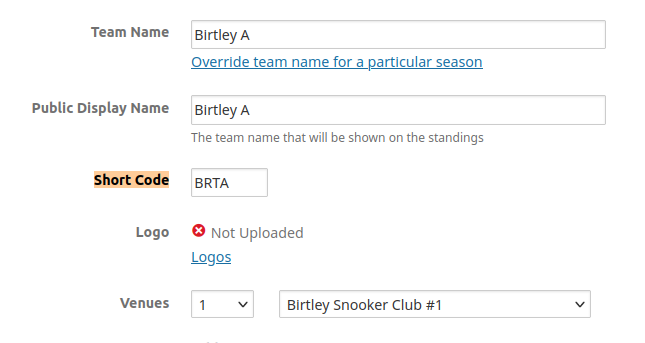 Team Name Birtley A
Override team name for a particular season
Public Display Name Birtley A
The team name that will be shown on the standings
Short Code BRTA
Logo Not Uploaded
Logos
Venues 1 Birtley Snooker Club #1